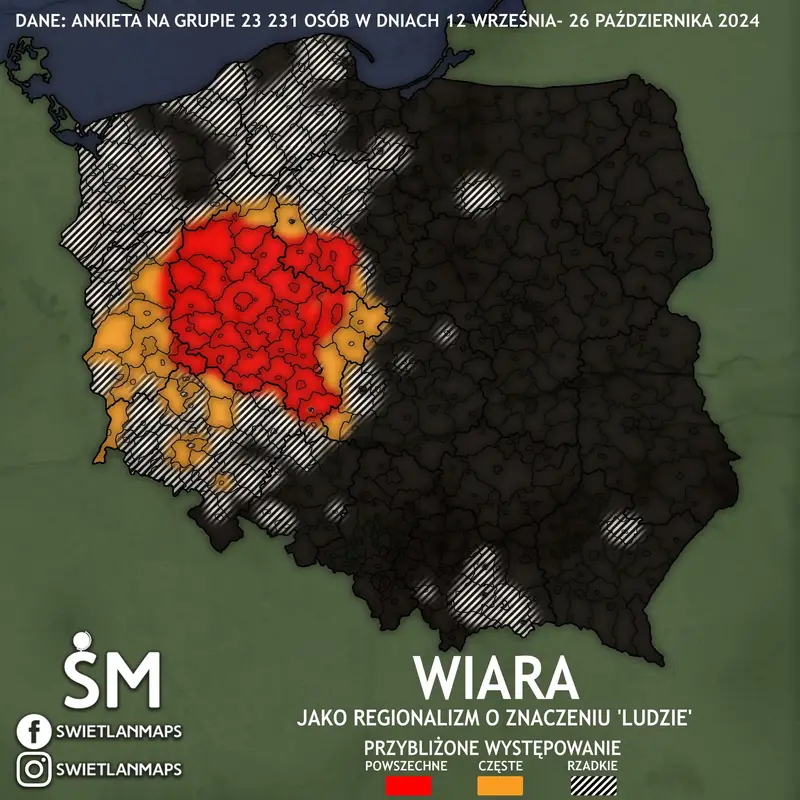 DANE: ANKIETA NA GRUPIE 23 231 OSÓB W DNIACH 12 WRZEŚNIA- 26 PAŹDZIERNIKA 2024
ŚM
SWIETLANMAPS
SWIETLANMAPS
WIARA
JAKO REGIONALIZM O ZNACZENIU 'LUDZIE'
PRZYBLIŻONE WYSTĘPOWANIE
POWSZECHNE CZĘSTE RZADKIE